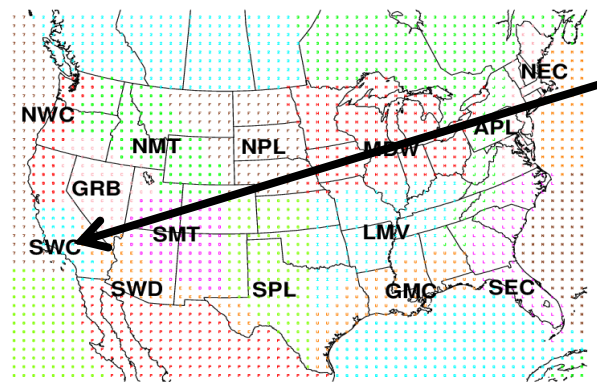 NEC
NWC
APL
NMT
NPL
MDW
GRB
SMT
LMV
SWC
SWD
SPL
GMC
SEC